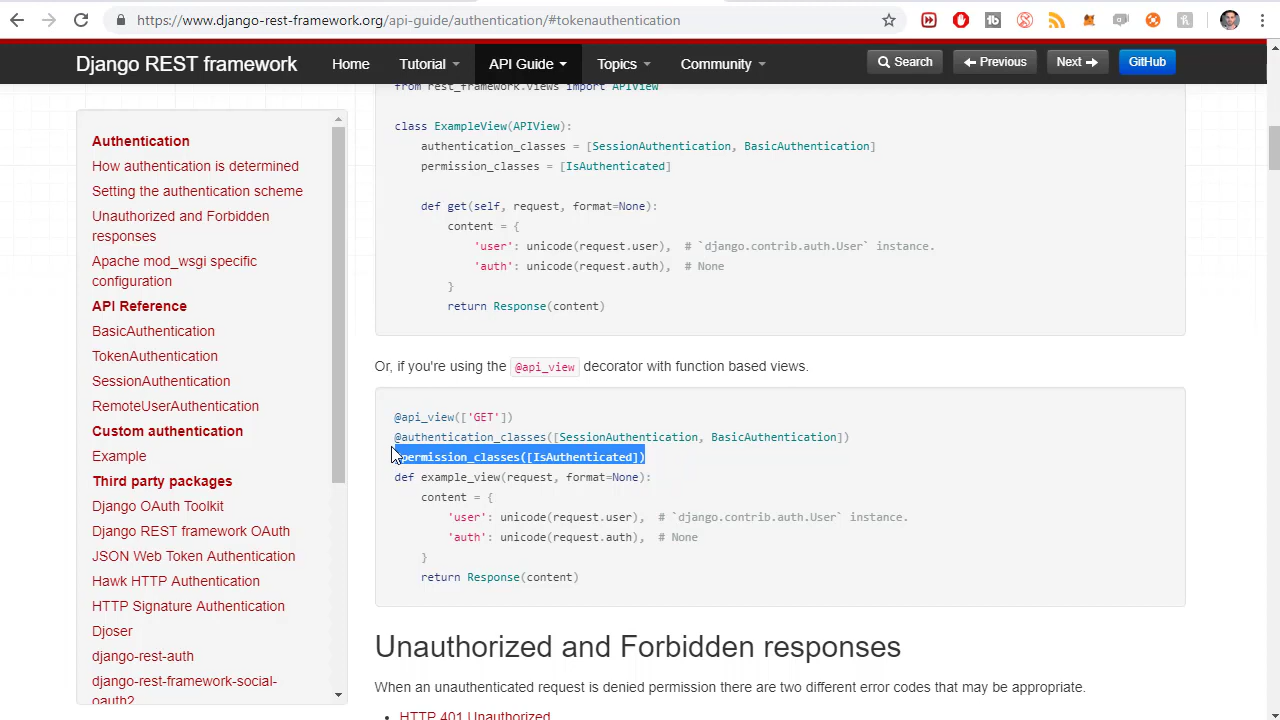 https://www.django-rest-framework.org/api-guide/authentication/#tokenauthentication
Django REST framework Home Tutorial API Guide Topics Community Search Previous Next GitHub
Authentication
How authentication is determined
Setting the authentication scheme
Unauthorized and Forbidden
responses
Apache mod_wsgi specific
configuration
API Reference
BasicAuthentication
TokenAuthentication
SessionAuthentication
RemoteUserAuthentication
Custom authentication
Example
Third party packages
Django OAuth Toolkit
Django REST framework OAuth
JSON Web Token Authentication
Hawk HTTP Authentication
HTTP Signature Authentication
Djoser
django-rest-auth
django-rest-framework-social-
oauth2
from rest_framework.views import APIView
class ExampleView(APIView):
authentication_classes = [SessionAuthentication, BasicAuthentication]
permission_classes = [IsAuthenticated]
def get(self, request, format=None):
content = {
'user': unicode(request.user),  # `django.contrib.auth.User` instance.
'auth': unicode(request.auth),  # None
}
return Response(content)
Or, if you're using the @api_view decorator with function based views.
@api_view(['GET'])
@authentication_classes([SessionAuthentication, BasicAuthentication])
permission_classes([IsAuthenticated])
def example_view(request, format=None):
content = {
'user': unicode(request.user),  # `django.contrib.auth.User` instance.
'auth': unicode(request.auth),  # None
}
return Response(content)
Unauthorized and Forbidden responses
When an unauthenticated request is denied permission there are two different error codes that may be appropriate.
• HTTP 401 Unauthorized